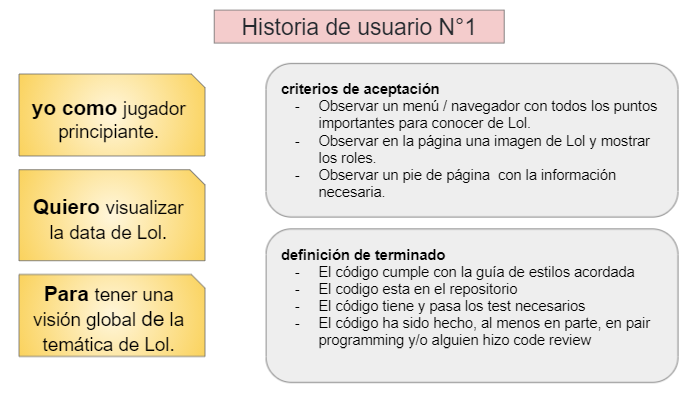 Historia de usuario N°1
yo como jugador
principiante.
Quiero visualizar
la data de Lol.
Para tener una
visión global de la
temática de Lol.
criterios de aceptación
- Observar un menú / navegador con todos los puntos
importantes para conocer de Lol.
- Observar en la página una imagen de Lol y mostrar
los roles.
- Observar un pie de página con la información
necesaria.
definición de terminado
- El código cumple con la guía de estilos acordada
- El codigo esta en el repositorio
- El código tiene y pasa los test necesarios
- El código ha sido hecho, al menos en parte, en pair
programming y/o alguien hizo code review